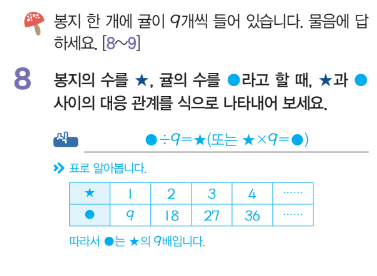 봉지 한 개에 귤이 9개씩 들어 있습니다. 물음에 답
하세요. [8~9]
8 봉지의 수를 ★, 귤의 수를 ●라고 할 때, ★과 ●
사이의 대응 관계를 식으로 나타내어 보세요.
식 ●÷9=★(또는 ★×9=●)
표로 알아봅니다.
★ 1 2 3 4 ······
● 9 18 27 36 ······
따라서 ●는 ★의 9배입니다.